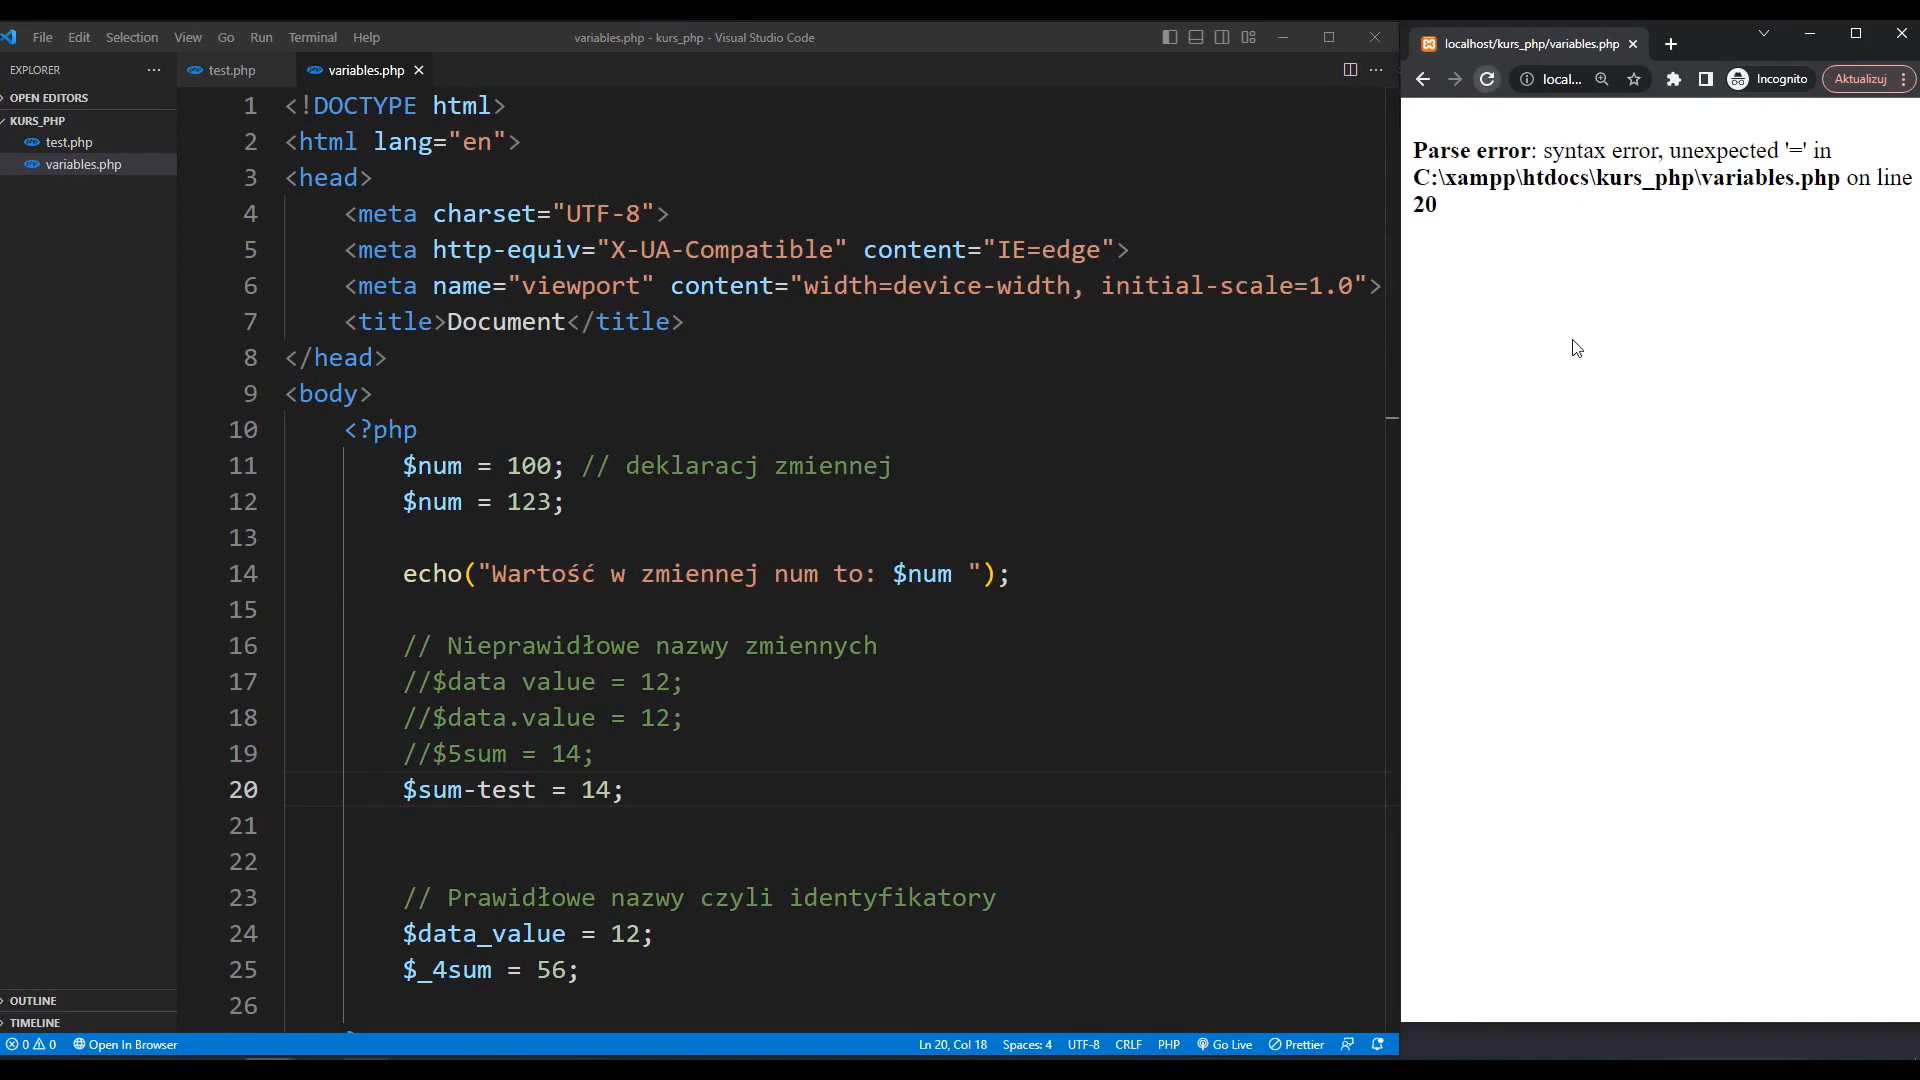 File Edit Selection View Go Run Terminal Help
variables.php - kurs_php - Visual Studio Code
EXPLORER
OPEN EDITORS
KURS_PHP
test.php
variables.php
test.php
variables.php
1 <!DOCTYPE html>
2 <html lang="en">
3 <head>
4 <meta charset="UTF-8">
5 <meta http-equiv="X-UA-Compatible" content="IE=edge">
6 <meta name="viewport" content="width=device-width, initial-scale=1.0">
7 <title>Document</title>
8 </head>
9 <body>
10 <?php
11 $num = 100; // deklaracj zmiennej
12 $num = 123;
13
14 echo("Wartość w zmiennej num to: $num ");
15
16 // Nieprawidłowe nazwy zmiennych
17 //$data value = 12;
18 //$data.value = 12;
19 //$5sum = 14;
20 $sum-test = 14;
21
22
23 // Prawidłowe nazwy czyli identyfikatory
24 $data_value = 12;
25 $_4sum = 56;
26
OUTLINE
TIMELINE
0 0 Open In Browser
Ln 20, Col 18 Spaces: 4 UTF-8 CRLF PHP Go Live Prettier
localhost/kurs_php/variables.php
local... Incognito Aktualizuj
Parse error: syntax error, unexpected '=' in
C:\xampp\htdocs\kurs_php\variables.php on line
20